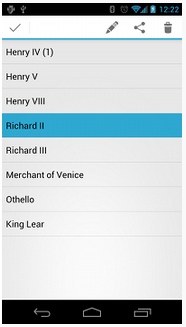 12:22
Henry IV (1)
Henry V
Henry VIII
Richard II
Richard III
Merchant of Venice
Othello
King Lear